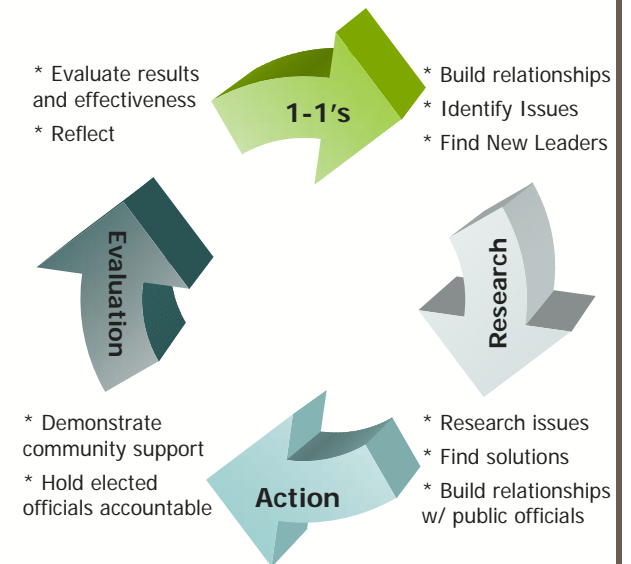 * Evaluate results
and effectiveness
* Reflect
1-1's
* Build relationships
* Identify Issues
* Find New Leaders
Evaluation
Research
* Demonstrate
community support
* Hold elected
officials accountable
Action
* Research issues
* Find solutions
* Build relationships
w/ public officials